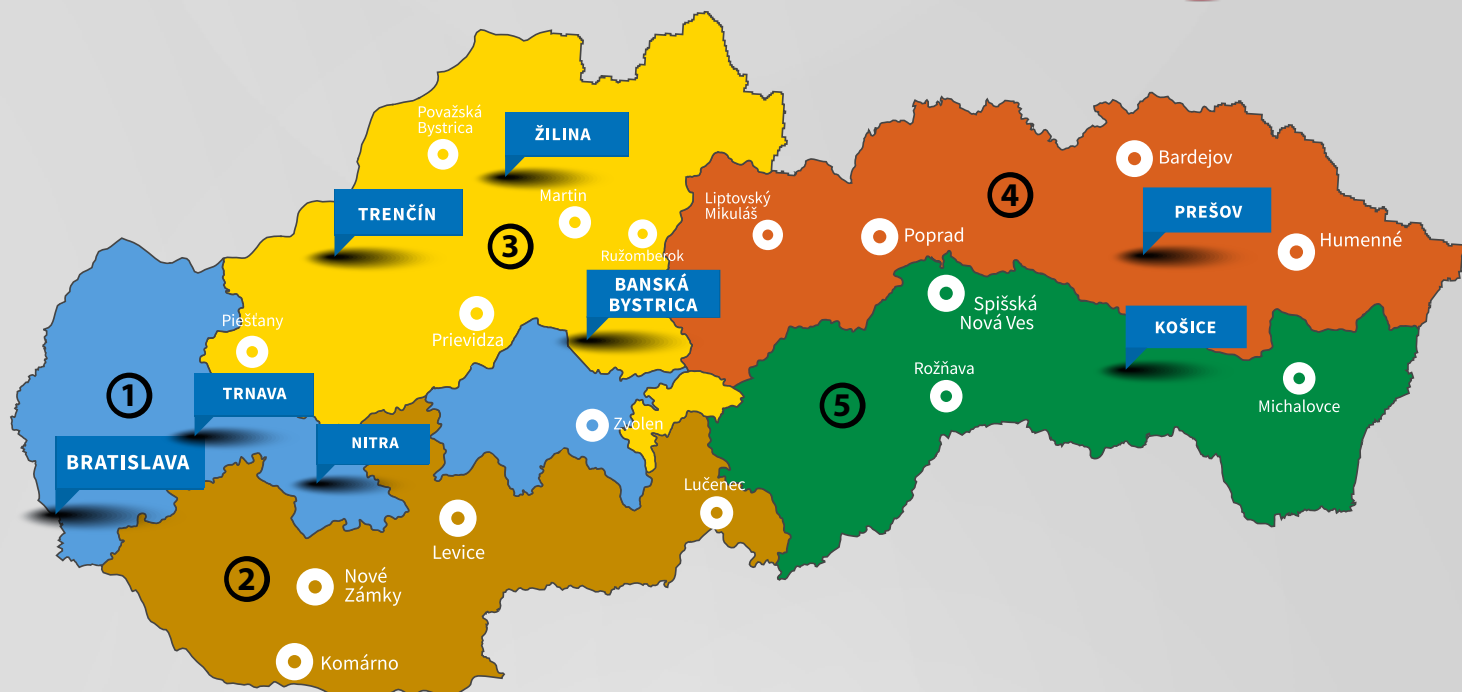 Považská
Bystrica
ŽILINA
Bardejov
Martin
Liptovský
Mikuláš
4
TRENČÍN
PREŠOV
3
Poprad
Humenné
Ružomberok
BANSKÁ
BYSTRICA
Spišská
Nová Ves
Piešťany
Prievidza
KOŠICE
Rožňava
1
TRNAVA
5
Michalovce
Zvolen
NITRA
BRATISLAVA
Lučenec
Levice
2
Nové
Zámky
Komárno